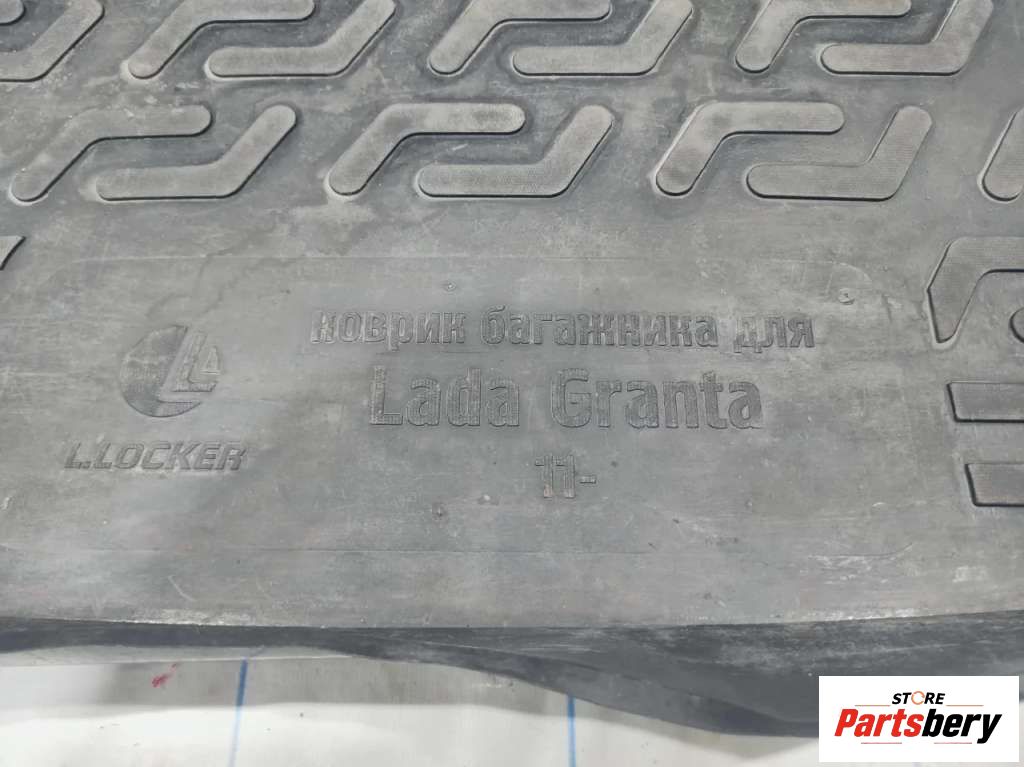 коврик багажника для
Lada Granta
11-
L.LOCKER
STORE
Partsbery